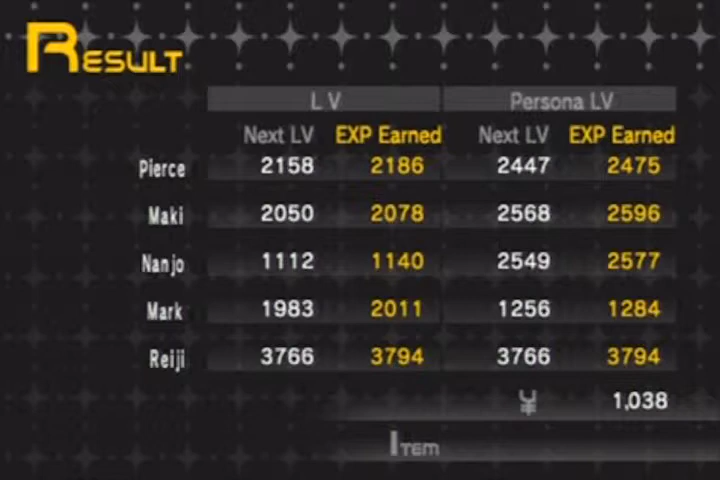 RESULT
LV Persona LV
Next LV EXP Earned Next LV EXP Earned
Pierce 2158 2186 2447 2475
Maki 2050 2078 2568 2596
Nanjo 1112 1140 2549 2577
Mark 1983 2011 1256 1284
Reiji 3766 3794 3766 3794
¥ 1,038
ITEM